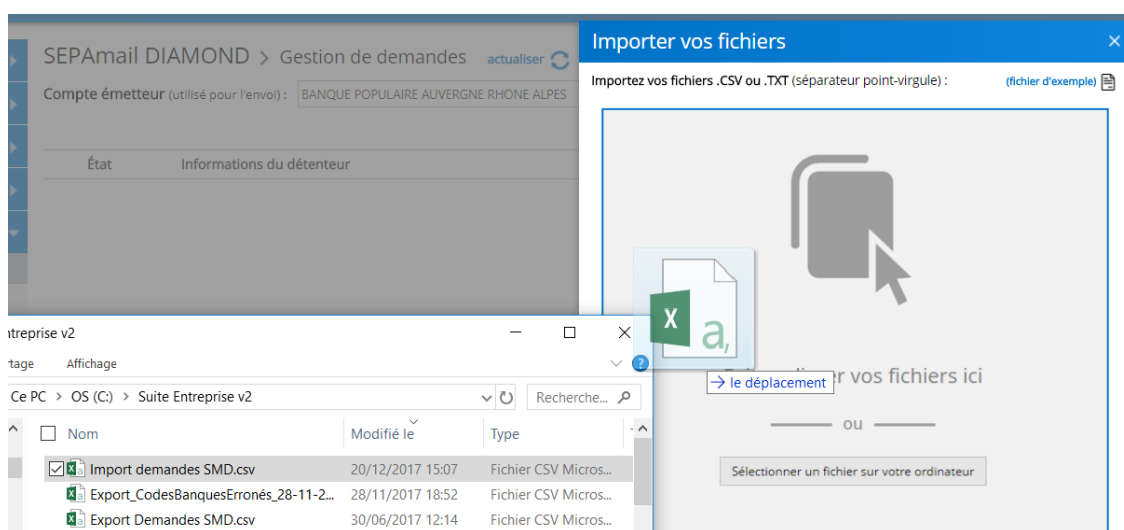 SEPAmail DIAMOND > Gestion de demandes actualiser
Compte émetteur (utilisé pour l'envoi) : BANQUE POPULAIRE AUVERGNE RHONE ALPES
État Informations du détenteur
Importer vos fichiers ×
Importez vos fichiers .CSV ou .TXT (séparateur point-virgule) : (fichier d'exemple)
X a,
→ le déplacement
r vos fichiers ici
ou
Sélectionner un fichier sur votre ordinateur
ntreprise v2
rtage Affichage ?
Ce PC > OS (C:) > Suite Entreprise v2 Recherche...
Nom Modifié le Type
Import demandes SMD.csv 20/12/2017 15:07 Fichier CSV Micros...
Export_CodesBanquesErronés_28-11-2... 28/11/2017 18:52 Fichier CSV Micros...
Export Demandes SMD.csv 30/06/2017 12:14 Fichier CSV Micros...